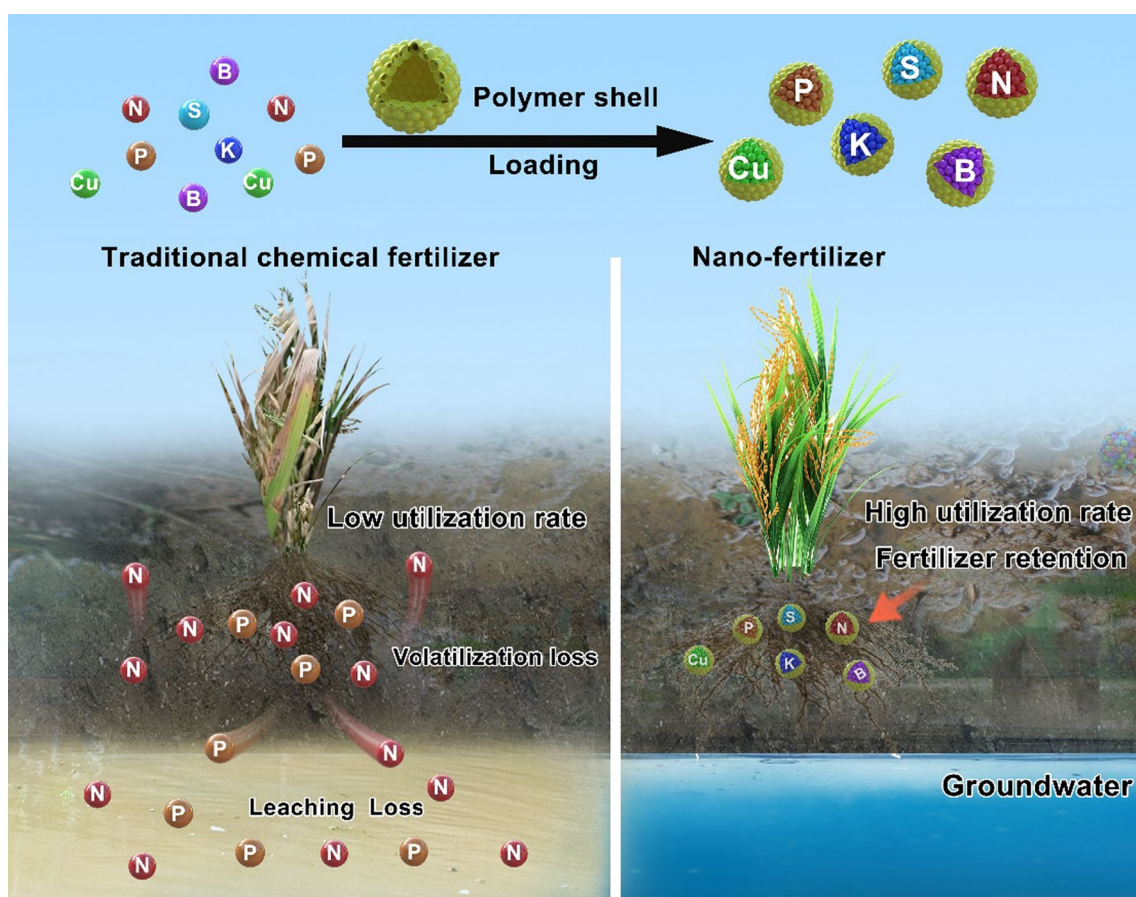 B
N
S
N
P
K
P
Cu
B
Cu
Polymer shell
Loading
P
S
N
K
Cu
B
Traditional chemical fertilizer
Nano-fertilizer
Low utilization rate
N
N
N
P
P
N
N
N
P
N
Volatilization loss
P
N
N
N
P
Leaching Loss
N
P
N
P
N
High utilization rate
Fertilizer retention
P
S
N
Cu
K
B
Groundwater